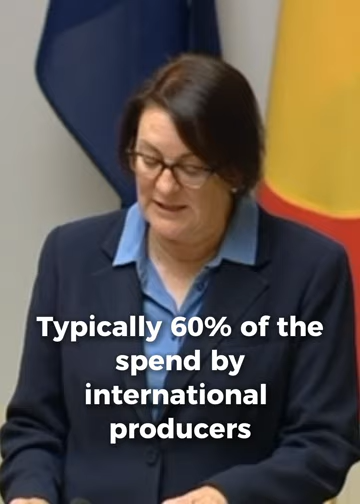 Typically 60% of the
spend by
international
producers